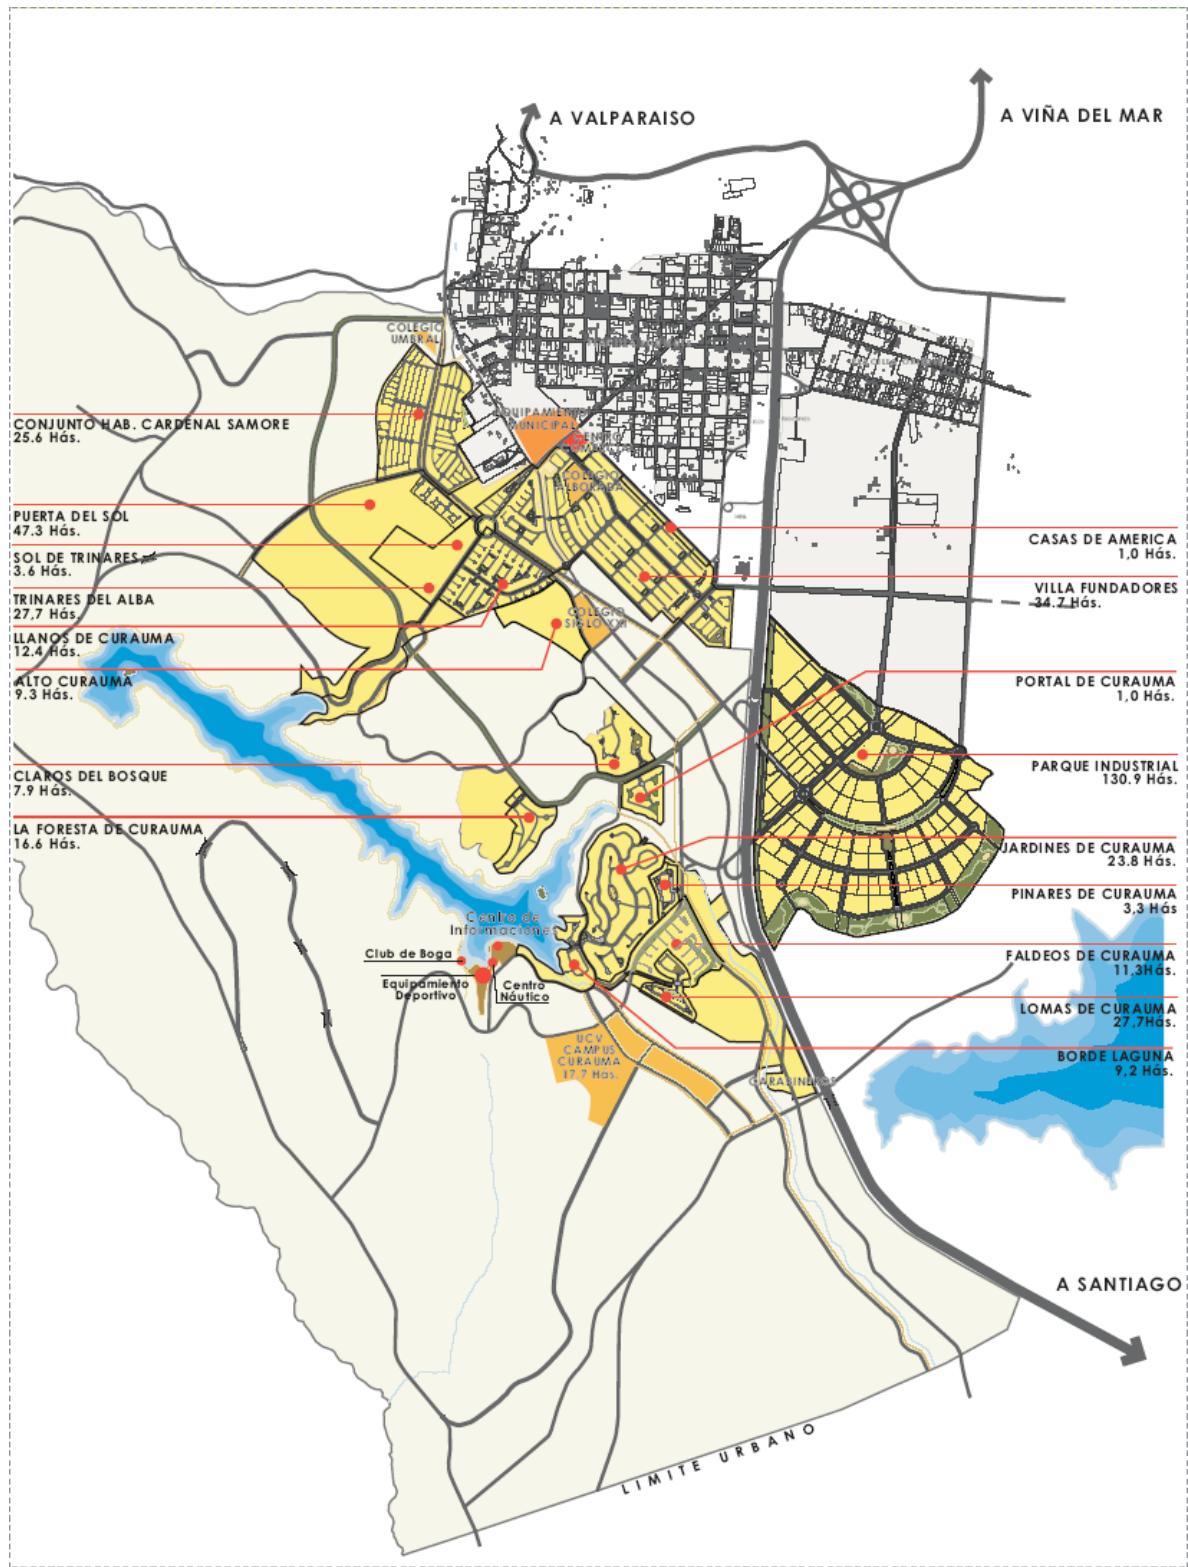 A VALPARAISO
A VIÑA DEL MAR
COLEGIO
UMBRAL
CONJUNTO HAB. CARDENAL SAMORE
25.6 Hás.
EQUIPAMIENTO
MUNICIPAL
COLEGIO
ALBORADA
PUERTA DEL SOL
47.3 Hás.
SOL DE TRINARES
3.6 Hás.
TRINARES DEL ALBA
27,7 Hás.
LLANOS DE CURAUMA
12.4 Hás.
ALTO CURAUMA
9.3 Hás.
COLEGIO
SIGLO XXI
CASAS DE AMERICA
1,0 Hás.
VILLA FUNDADORES
34.7 Hás.
PORTAL DE CURAUMA
1,0 Hás.
PARQUE INDUSTRIAL
130.9 Hás.
CLAROS DEL BOSQUE
7.9 Hás.
LA FORESTA DE CURAUMA
16.6 Hás.
JARDINES DE CURAUMA
23.8 Hás.
PINARES DE CURAUMA
3,3 Hás
FALDEOS DE CURAUMA
11,3Hás.
LOMAS DE CURAUMA
27,7Hás.
BORDE LAGUNA
9,2 Hás.
Centro de
Informaciones
Club de Boga
Equipamiento
Deportivo
Centro
Náutico
UCV
CAMPUS
CURAUMA
17.7 Hás.
CARABINEROS
A SANTIAGO
LIMITE URBANO